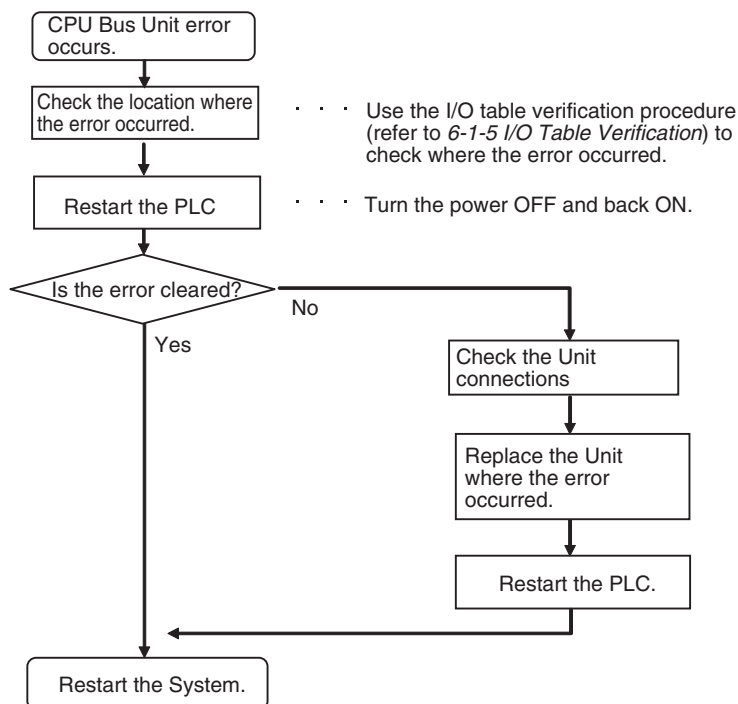 CPU Bus Unit error
occurs.
Check the location where
the error occurred.
· · · Use the I/O table verification procedure
(refer to 6-1-5 I/O Table Verification) to
check where the error occurred.
Restart the PLC
· · · Turn the power OFF and back ON.
Is the error cleared?
No
Yes
Check the Unit
connections
Replace the Unit
where the error
occurred.
Restart the PLC.
Restart the System.